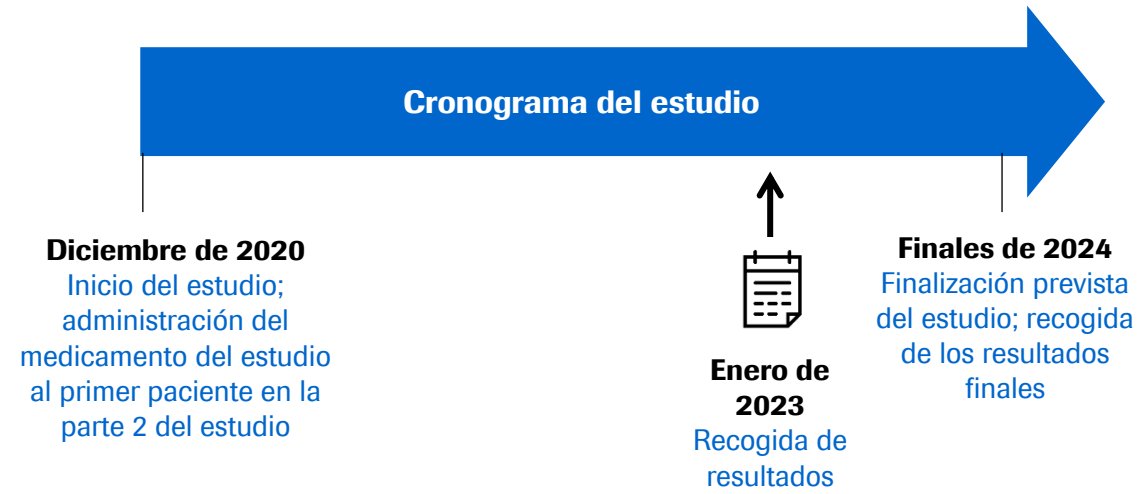 Cronograma del estudio
Diciembre de 2020
Inicio del estudio;
administración del
medicamento del estudio
al primer paciente en la
parte 2 del estudio
Enero de
2023
Recogida de
resultados
Finales de 2024
Finalización prevista
del estudio; recogida
de los resultados
finales